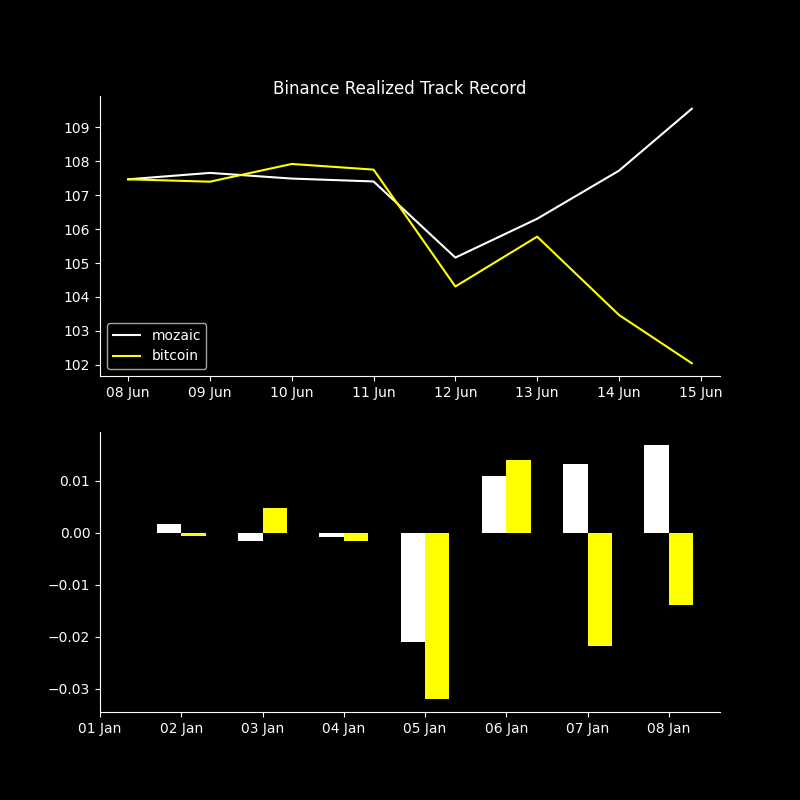 Binance Realized Track Record
109
108
107
106
105
104
103
102
mozaic
bitcoin
08 Jun 09 Jun 10 Jun 11 Jun 12 Jun 13 Jun 14 Jun 15 Jun
0.01
0.00
−0.01
−0.02
−0.03
01 Jan 02 Jan 03 Jan 04 Jan 05 Jan 06 Jan 07 Jan 08 Jan